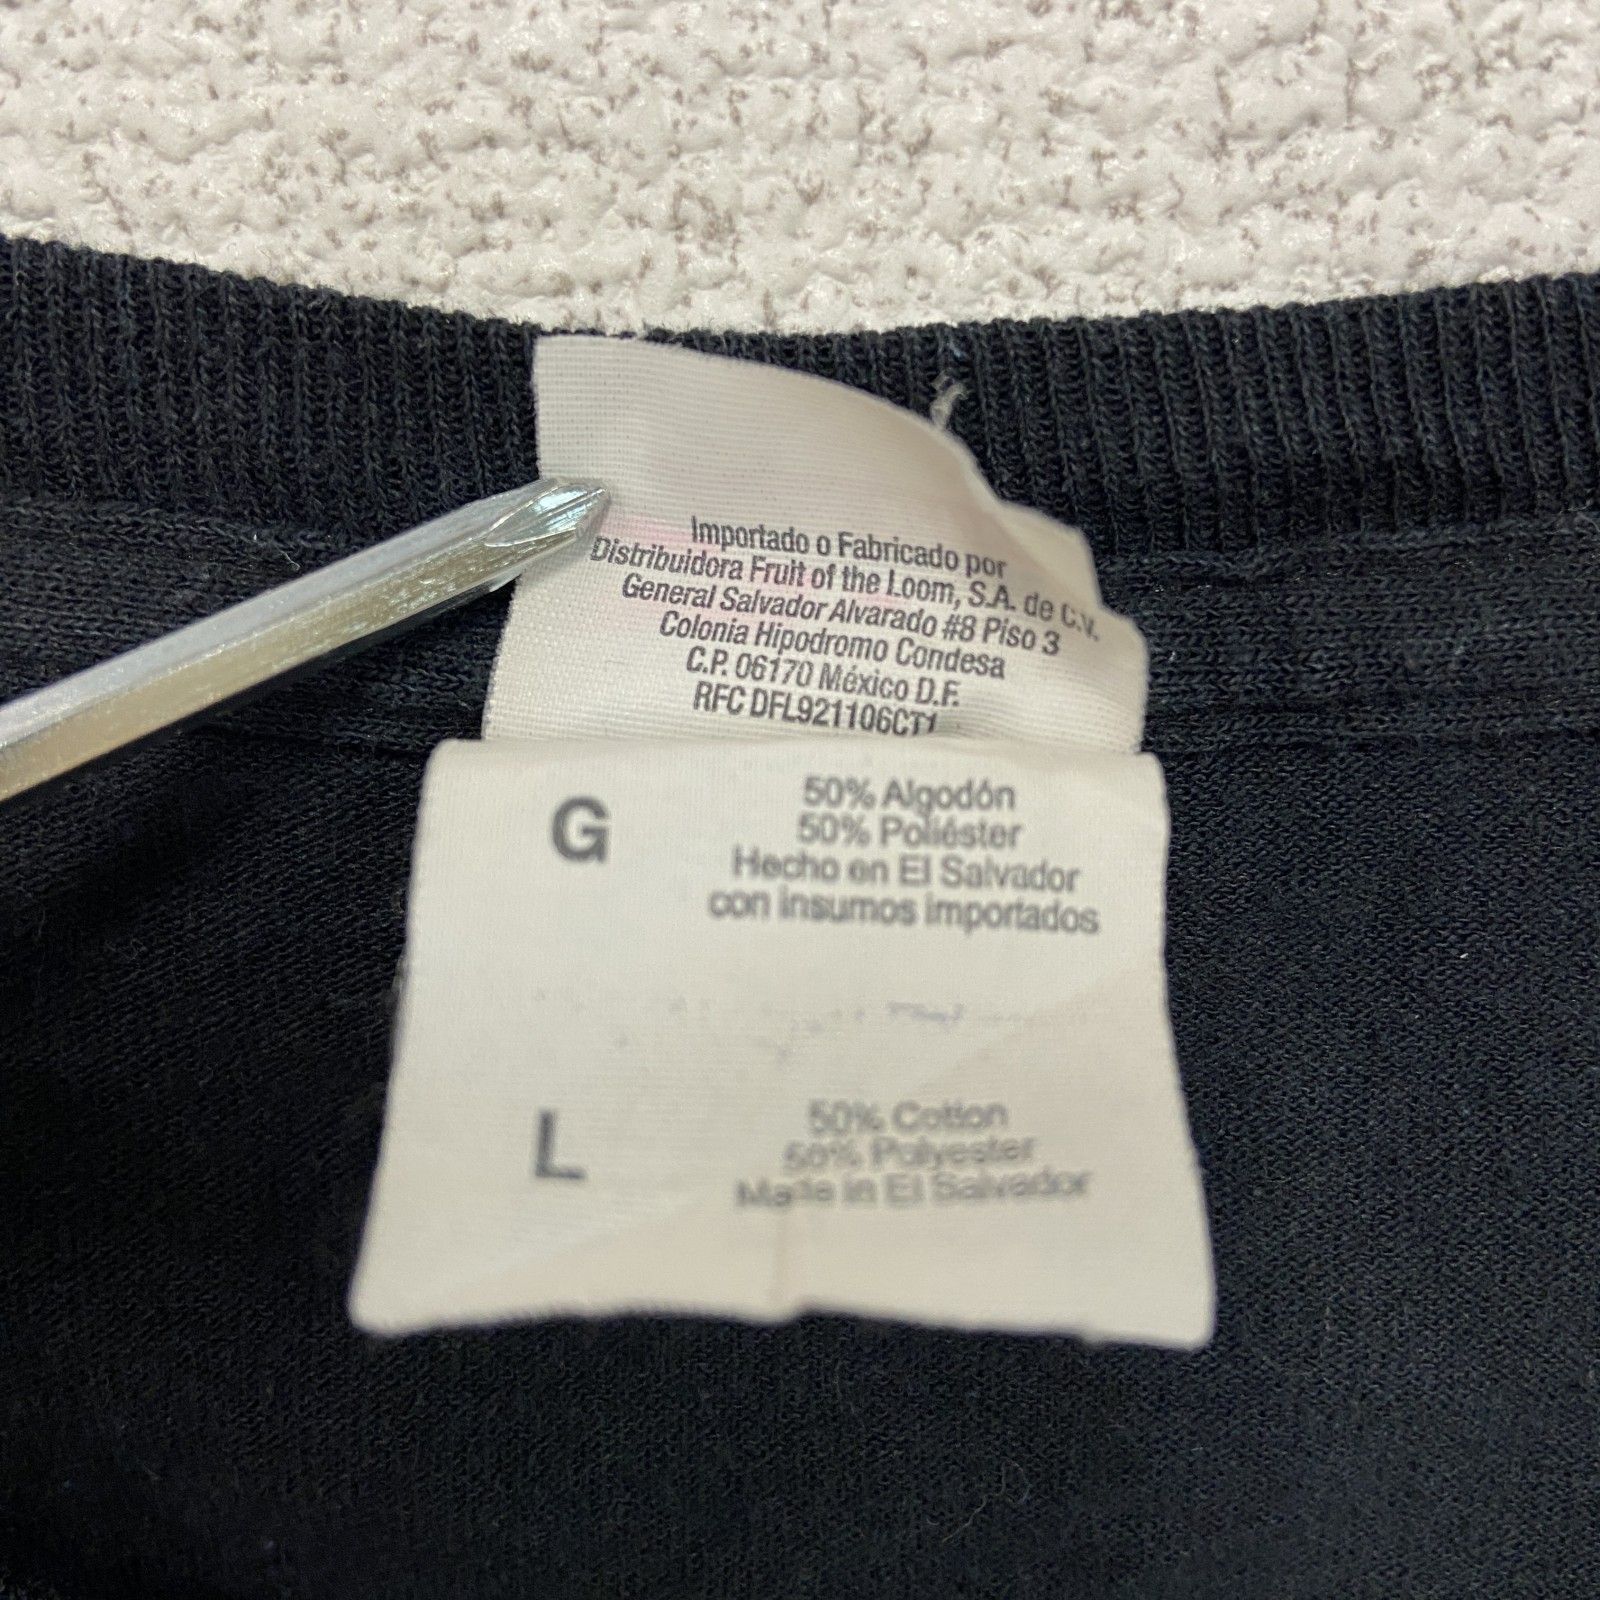 Importado o Fabricado por
Distribuidora Fruit of the Loom, S.A. de C.V.
General Salvador Alvarado #8 Piso 3
Colonia Hipodromo Condesa
C.P. 06170 México D.F.
RFC DFL921106CT1
G
50% Algodón
50% Poliéster
Hecho en El Salvador
con insumos importados
L
50% Cotton
50% Polyester
Made in El Salvador